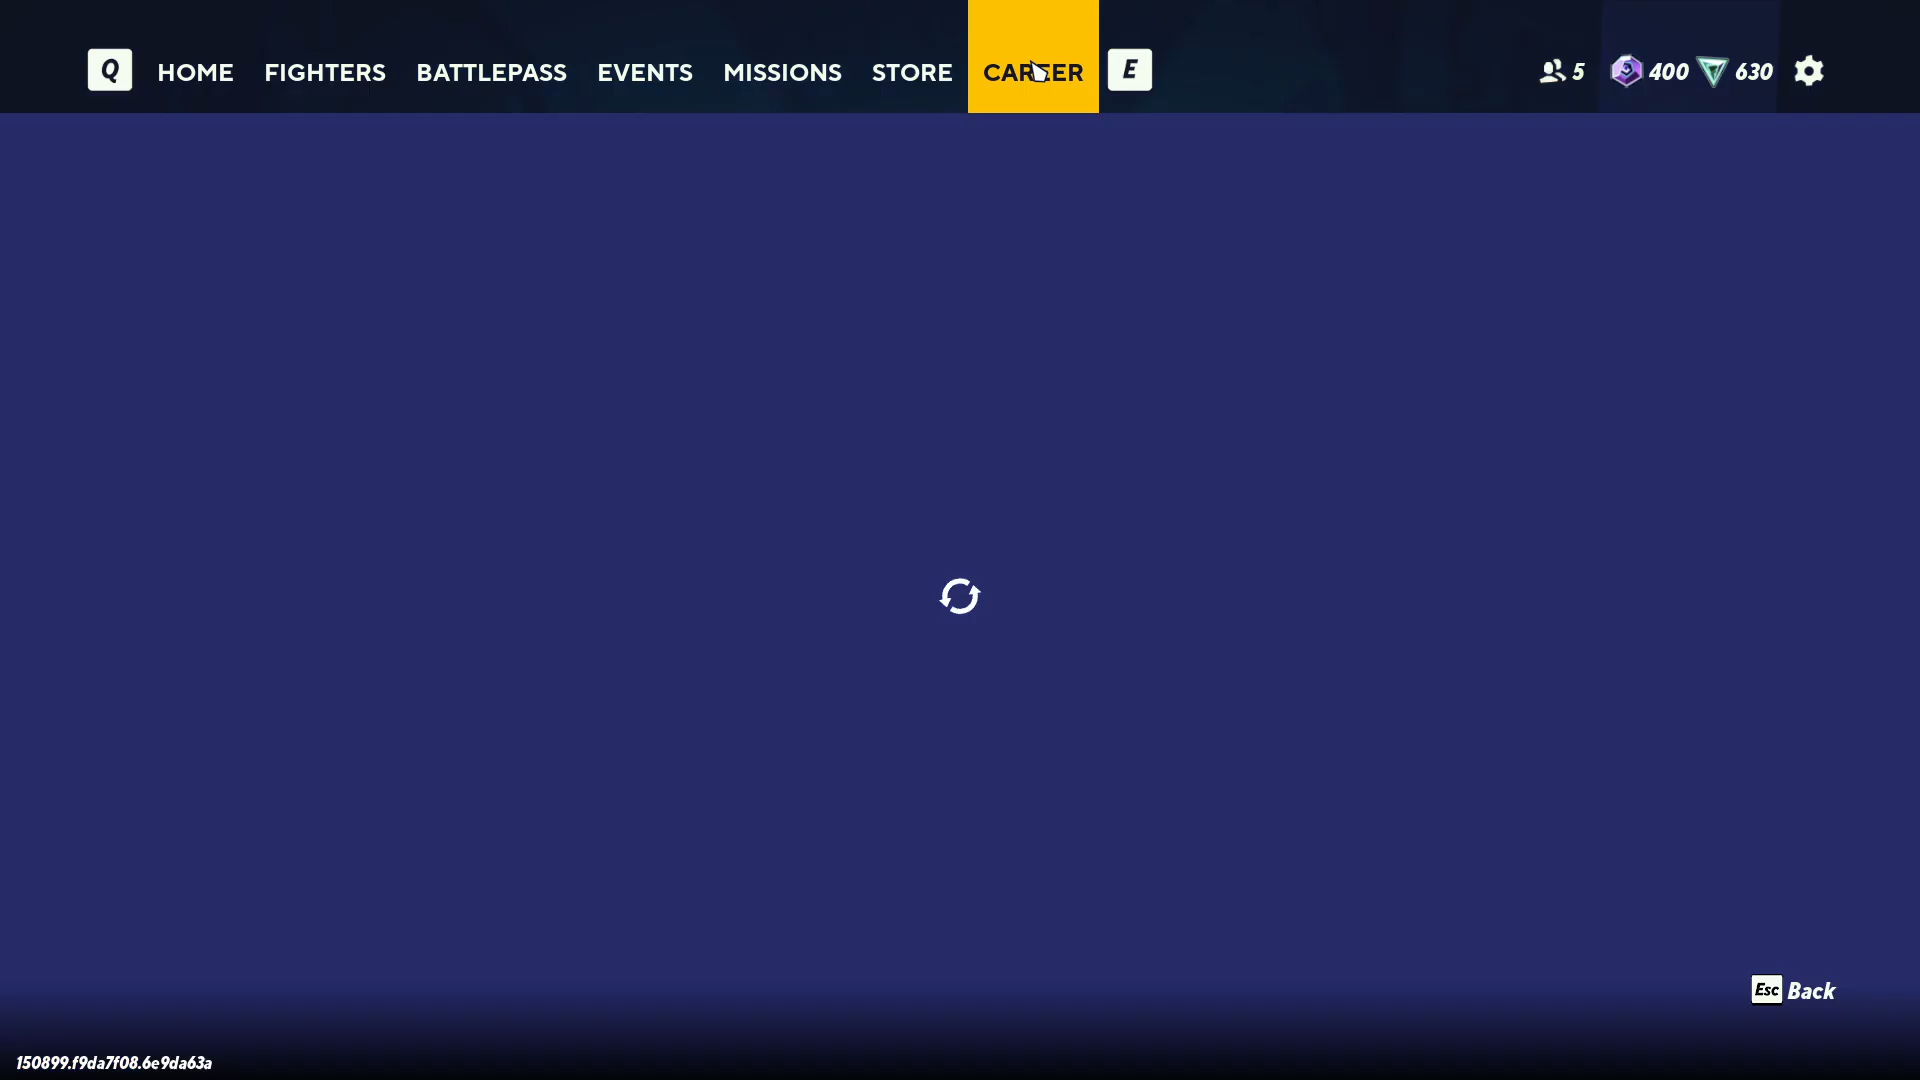 Q HOME FIGHTERS BATTLEPASS EVENTS MISSIONS STORE CAREER E 5 400 630
Esc Back
150899.f9da7f08.6e9da63a